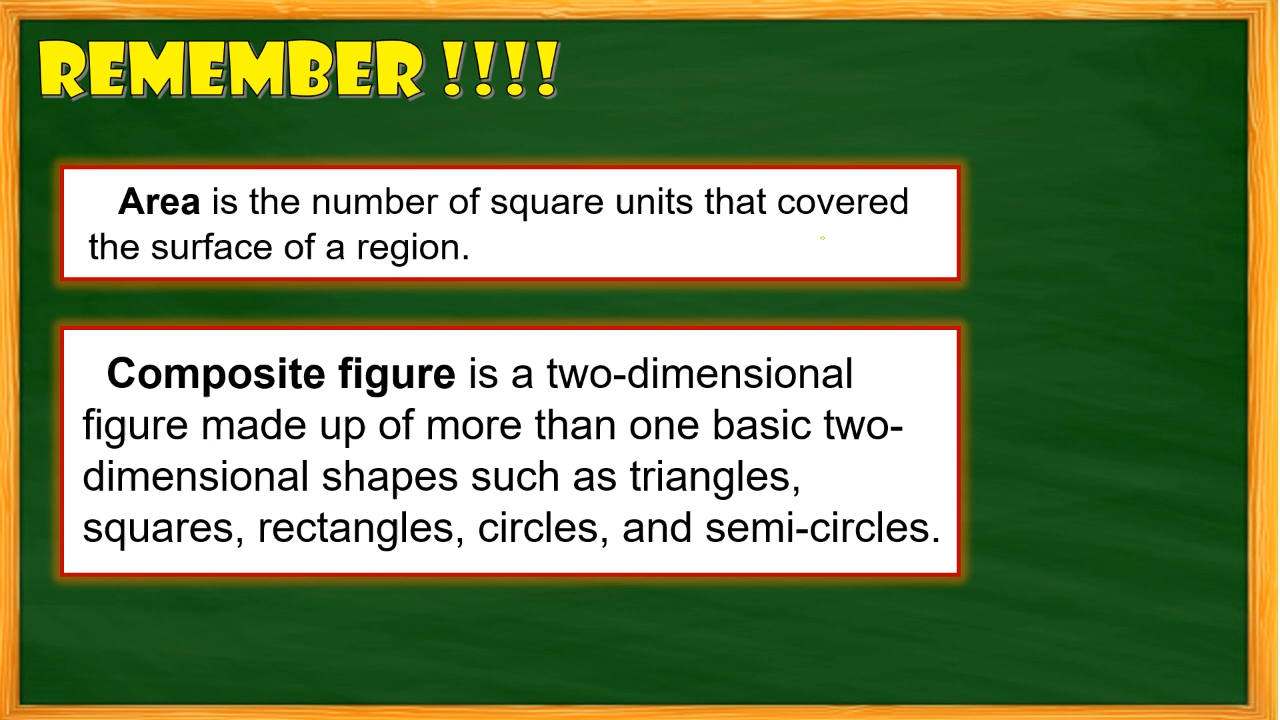 REMEMBER !!!!
Area is the number of square units that covered
the surface of a region.
Composite figure is a two-dimensional
figure made up of more than one basic two-
dimensional shapes such as triangles,
squares, rectangles, circles, and semi-circles.